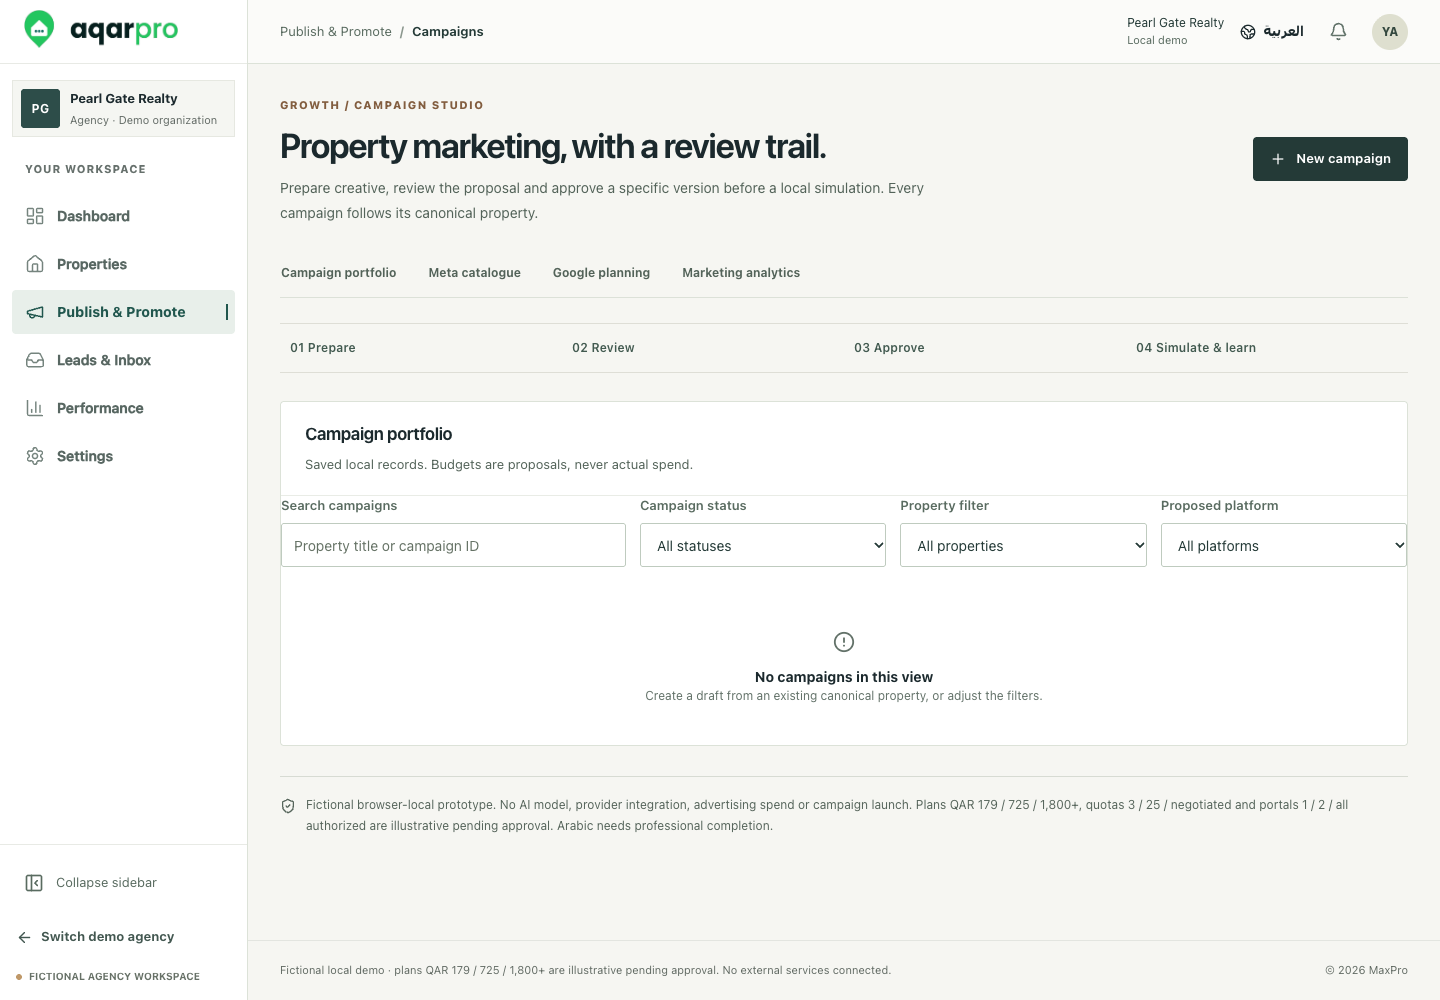 aqarpro
Publish & Promote / Campaigns
Pearl Gate Realty
Local demo
العربية
YA
PG
Pearl Gate Realty
Agency · Demo organization
YOUR WORKSPACE
Dashboard
Properties
Publish & Promote
Leads & Inbox
Performance
Settings
Collapse sidebar
Switch demo agency
FICTIONAL AGENCY WORKSPACE
GROWTH / CAMPAIGN STUDIO
Property marketing, with a review trail.
New campaign
Prepare creative, review the proposal and approve a specific version before a local simulation. Every
campaign follows its canonical property.
Campaign portfolio Meta catalogue Google planning Marketing analytics
01 Prepare 02 Review 03 Approve 04 Simulate & learn
Campaign portfolio
Saved local records. Budgets are proposals, never actual spend.
Search campaigns Campaign status Property filter Proposed platform
Property title or campaign ID All statuses All properties All platforms
No campaigns in this view
Create a draft from an existing canonical property, or adjust the filters.
Fictional browser-local prototype. No AI model, provider integration, advertising spend or campaign launch. Plans QAR 179 / 725 / 1,800+, quotas 3 / 25 / negotiated and portals 1 / 2 / all
authorized are illustrative pending approval. Arabic needs professional completion.
Fictional local demo · plans QAR 179 / 725 / 1,800+ are illustrative pending approval. No external services connected.
© 2026 MaxPro